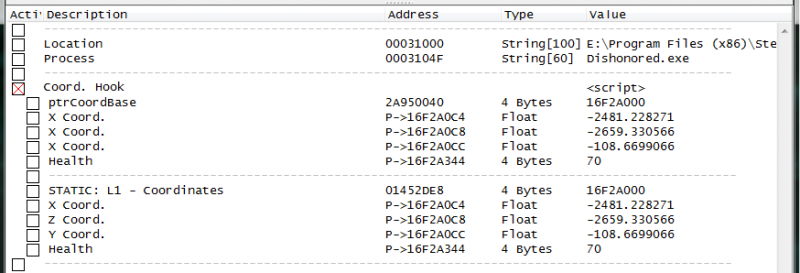 Activ Description Address Type Value
Location 00031000 String[100] E:\Program Files (x86)\Ste
Process 0003104F String[60] Dishonored.exe
Coord. Hook <script>
ptrCoordBase 2A950040 4 Bytes 16F2A000
X Coord. P->16F2A0C4 Float -2481.228271
X Coord. P->16F2A0C8 Float -2659.330566
X Coord. P->16F2A0CC Float -108.6699066
Health P->16F2A344 4 Bytes 70
STATIC: L1 - Coordinates 01452DE8 4 Bytes 16F2A000
X Coord. P->16F2A0C4 Float -2481.228271
Z Coord. P->16F2A0C8 Float -2659.330566
Y Coord. P->16F2A0CC Float -108.6699066
Health P->16F2A344 4 Bytes 70